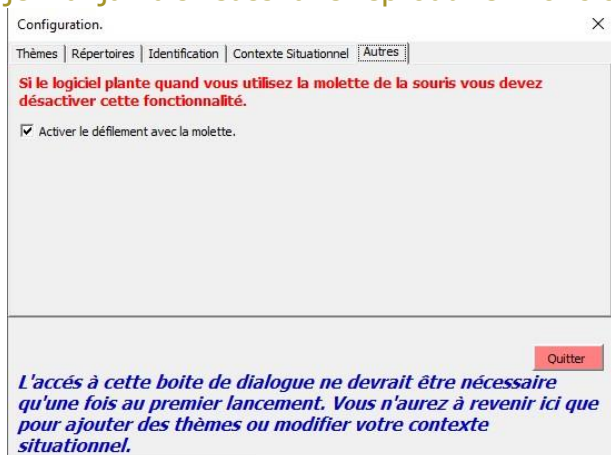 Configuration.
Thèmes Répertoires Identification Contexte Situationnel Autres
Si le logiciel plante quand vous utilisez la molette de la souris vous devez
désactiver cette fonctionnalité.
Activer le défilement avec la molette.
Quitter
L'accés à cette boite de dialogue ne devrait être nécessaire
qu'une fois au premier lancement. Vous n'aurez à revenir ici que
pour ajouter des thèmes ou modifier votre contexte
situationnel.